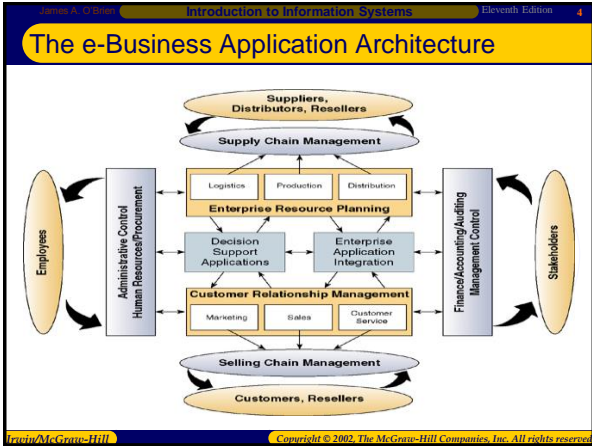 James A. O'Brien Introduction to Information Systems Eleventh Edition 4
The e-Business Application Architecture
Suppliers,
Distributors, Resellers
Supply Chain Management
Logistics Production Distribution
Enterprise Resource Planning
Employees
Administrative Control
Human Resources/Procurement
Decision
Support
Applications
Enterprise
Application
Integration
Finance/Accounting/Auditing
Management Control
Stakeholders
Customer Relationship Management
Marketing Sales Customer
Service
Selling Chain Management
Customers, Resellers
Irwin/McGraw-Hill Copyright © 2002, The McGraw-Hill Companies, Inc. All rights reserved